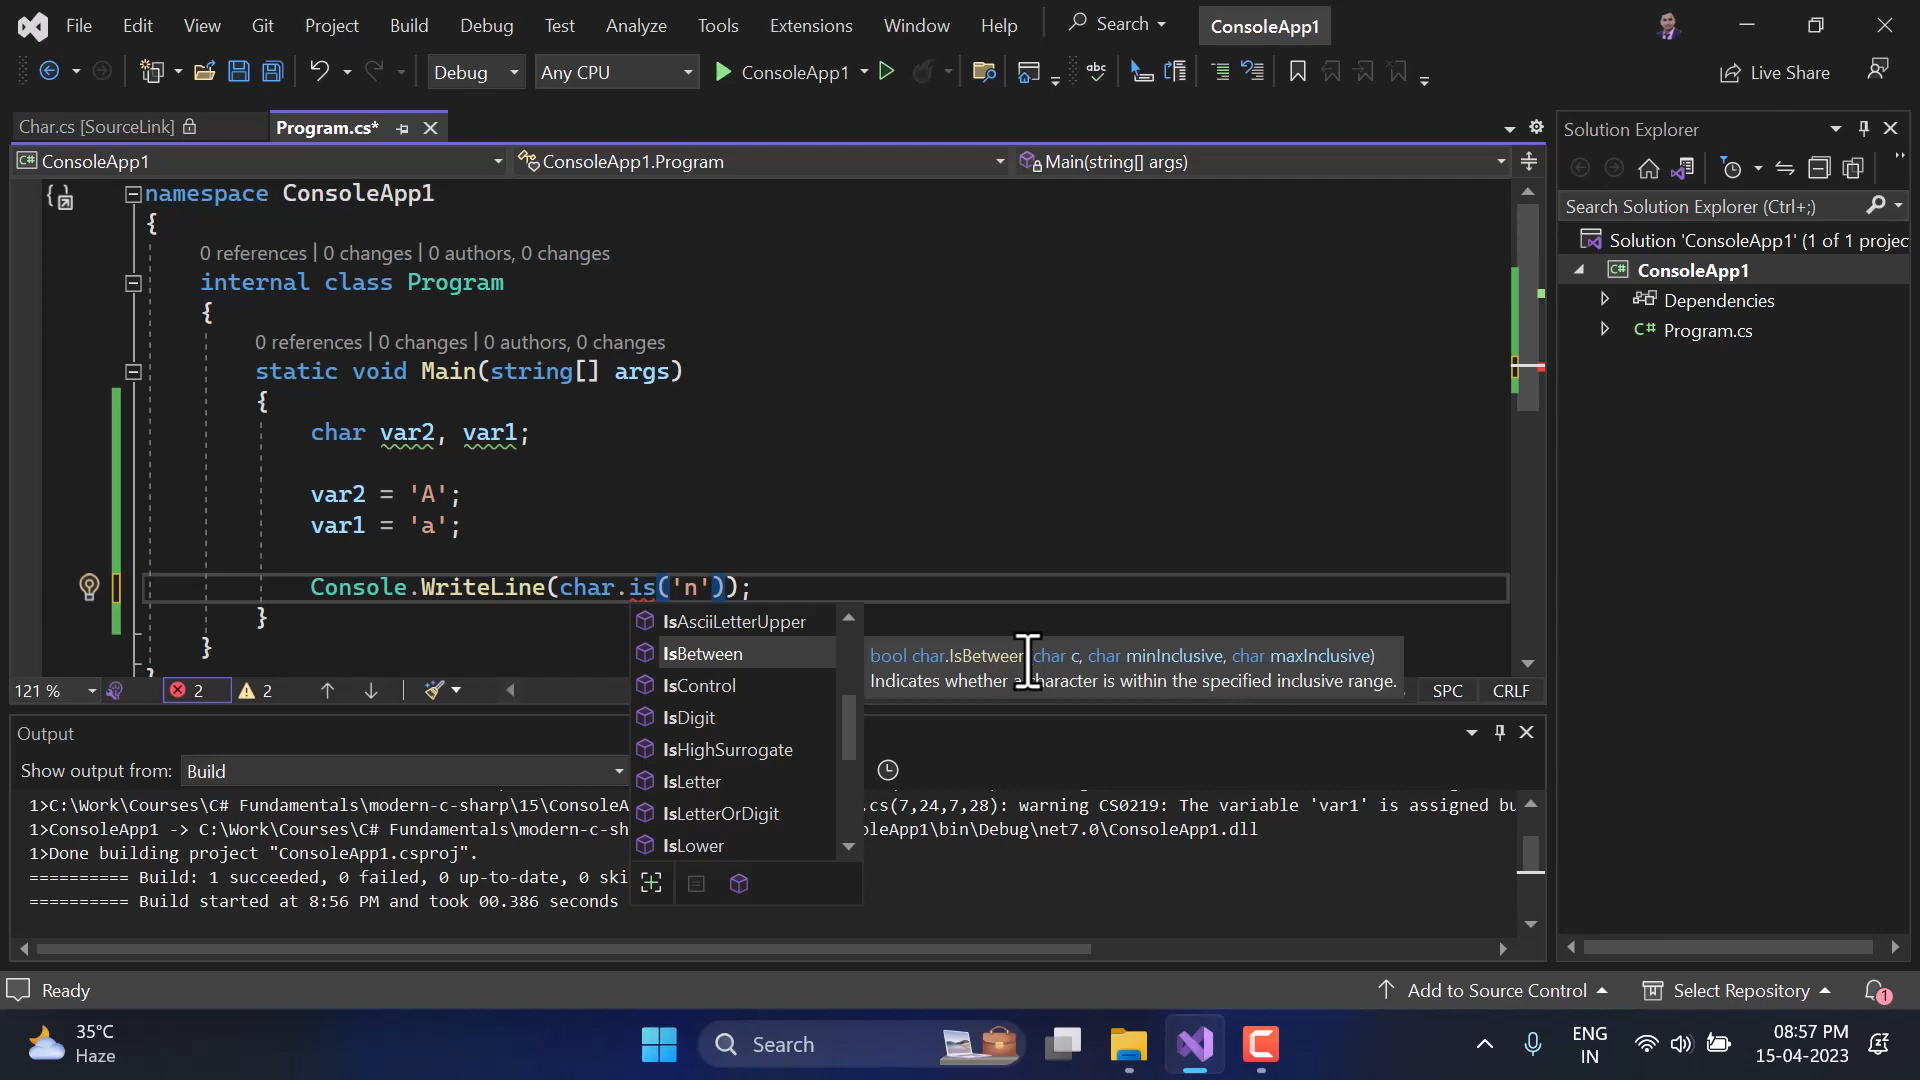 File Edit View Git Project Build Debug Test Analyze Tools Extensions Window Help Search ConsoleApp1
Debug Any CPU ConsoleApp1 Live Share
Char.cs [SourceLink] Program.cs*
ConsoleApp1 ConsoleApp1.Program Main(string[] args)
namespace ConsoleApp1
{
0 references | 0 changes | 0 authors, 0 changes
internal class Program
{
0 references | 0 changes | 0 authors, 0 changes
static void Main(string[] args)
{
char var2, var1;
var2 = 'A';
var1 = 'a';
Console.WriteLine(char.is('n'));
}
}
IsAsciiLetterUpper
IsBetween
IsControl
IsDigit
IsHighSurrogate
IsLetter
IsLetterOrDigit
IsLower
bool char.IsBetween(char c, char minInclusive, char maxInclusive)
Indicates whether a character is within the specified inclusive range.
121 % 2 2 SPC CRLF
Output
Show output from: Build
1>C:\Work\Courses\C# Fundamentals\modern-c-sharp\15\ConsoleA .cs(7,24,7,28): warning CS0219: The variable 'var1' is assigned bu
1>ConsoleApp1 -> C:\Work\Courses\C# Fundamentals\modern-c-sh oleApp1\bin\Debug\net7.0\ConsoleApp1.dll
1>Done building project "ConsoleApp1.csproj".
========== Build: 1 succeeded, 0 failed, 0 up-to-date, 0 ski
========== Build started at 8:56 PM and took 00.386 seconds
Solution Explorer
Search Solution Explorer (Ctrl+;)
Solution 'ConsoleApp1' (1 of 1 projec
C# ConsoleApp1
Dependencies
C# Program.cs
Ready Add to Source Control Select Repository 1
35°C
Haze
Search
ENG
IN
08:57 PM
15-04-2023